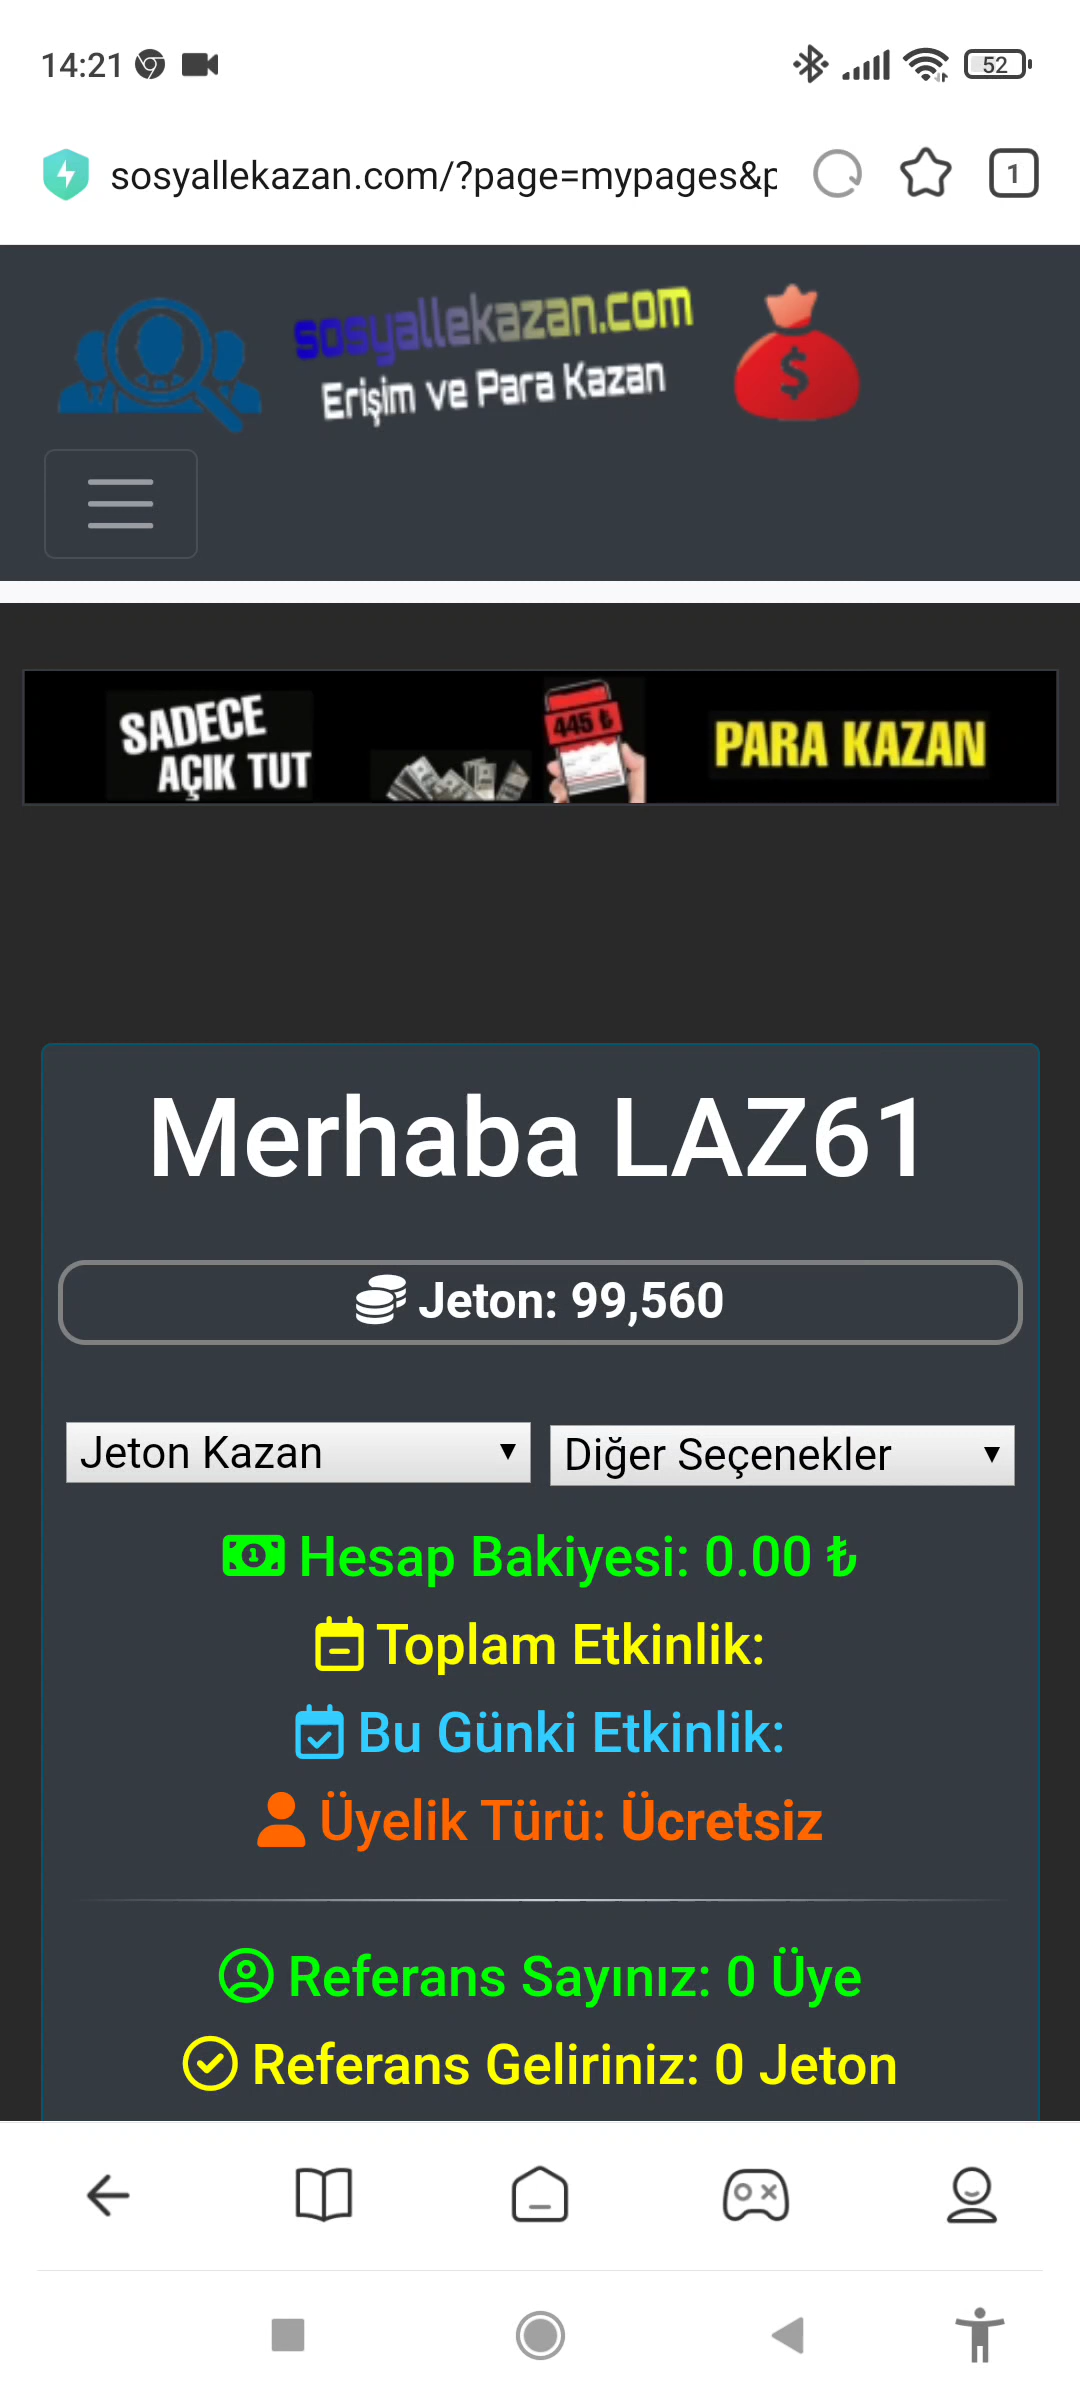 14:21
52
sosyallekazan.com/?page=mypages&p
1
sosyallekazan.com
Erişim ve Para Kazan
$
SADECE
AÇIK TUT
445 ₺
PARA KAZAN
Merhaba LAZ61
Jeton: 99,560
Jeton Kazan
Diğer Seçenekler
Hesap Bakiyesi: 0.00 ₺
Toplam Etkinlik:
Bu Günki Etkinlik:
Üyelik Türü: Ücretsiz
Referans Sayınız: 0 Üye
Referans Geliriniz: 0 Jeton